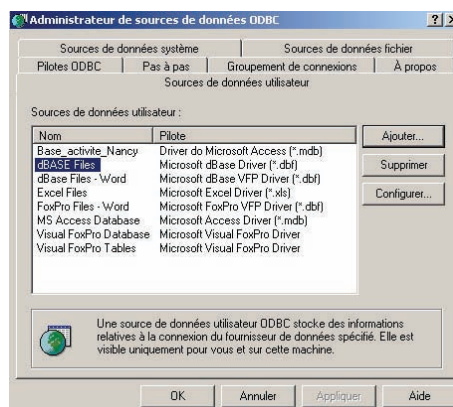 Administrateur de sources de données ODBC
Sources de données système Sources de données fichier
Pilotes ODBC Pas à pas Groupement de connexions À propos
Sources de données utilisateur
Sources de données utilisateur :
Nom Pilote
Base_activite_Nancy Driver do Microsoft Access (*.mdb)
dBASE Files Microsoft dBase Driver (*.dbf)
dBase Files - Word Microsoft dBase VFP Driver (*.dbf)
Excel Files Microsoft Excel Driver (*.xls)
FoxPro Files - Word Microsoft FoxPro VFP Driver (*.dbf)
MS Access Database Microsoft Access Driver (*.mdb)
Visual FoxPro Database Microsoft Visual FoxPro Driver
Visual FoxPro Tables Microsoft Visual FoxPro Driver
Ajouter...
Supprimer
Configurer...
Une source de données utilisateur ODBC stocke des informations
relatives à la connexion du fournisseur de données spécifié. Elle est
visible uniquement pour vous et sur cette machine.
OK Annuler Appliquer Aide